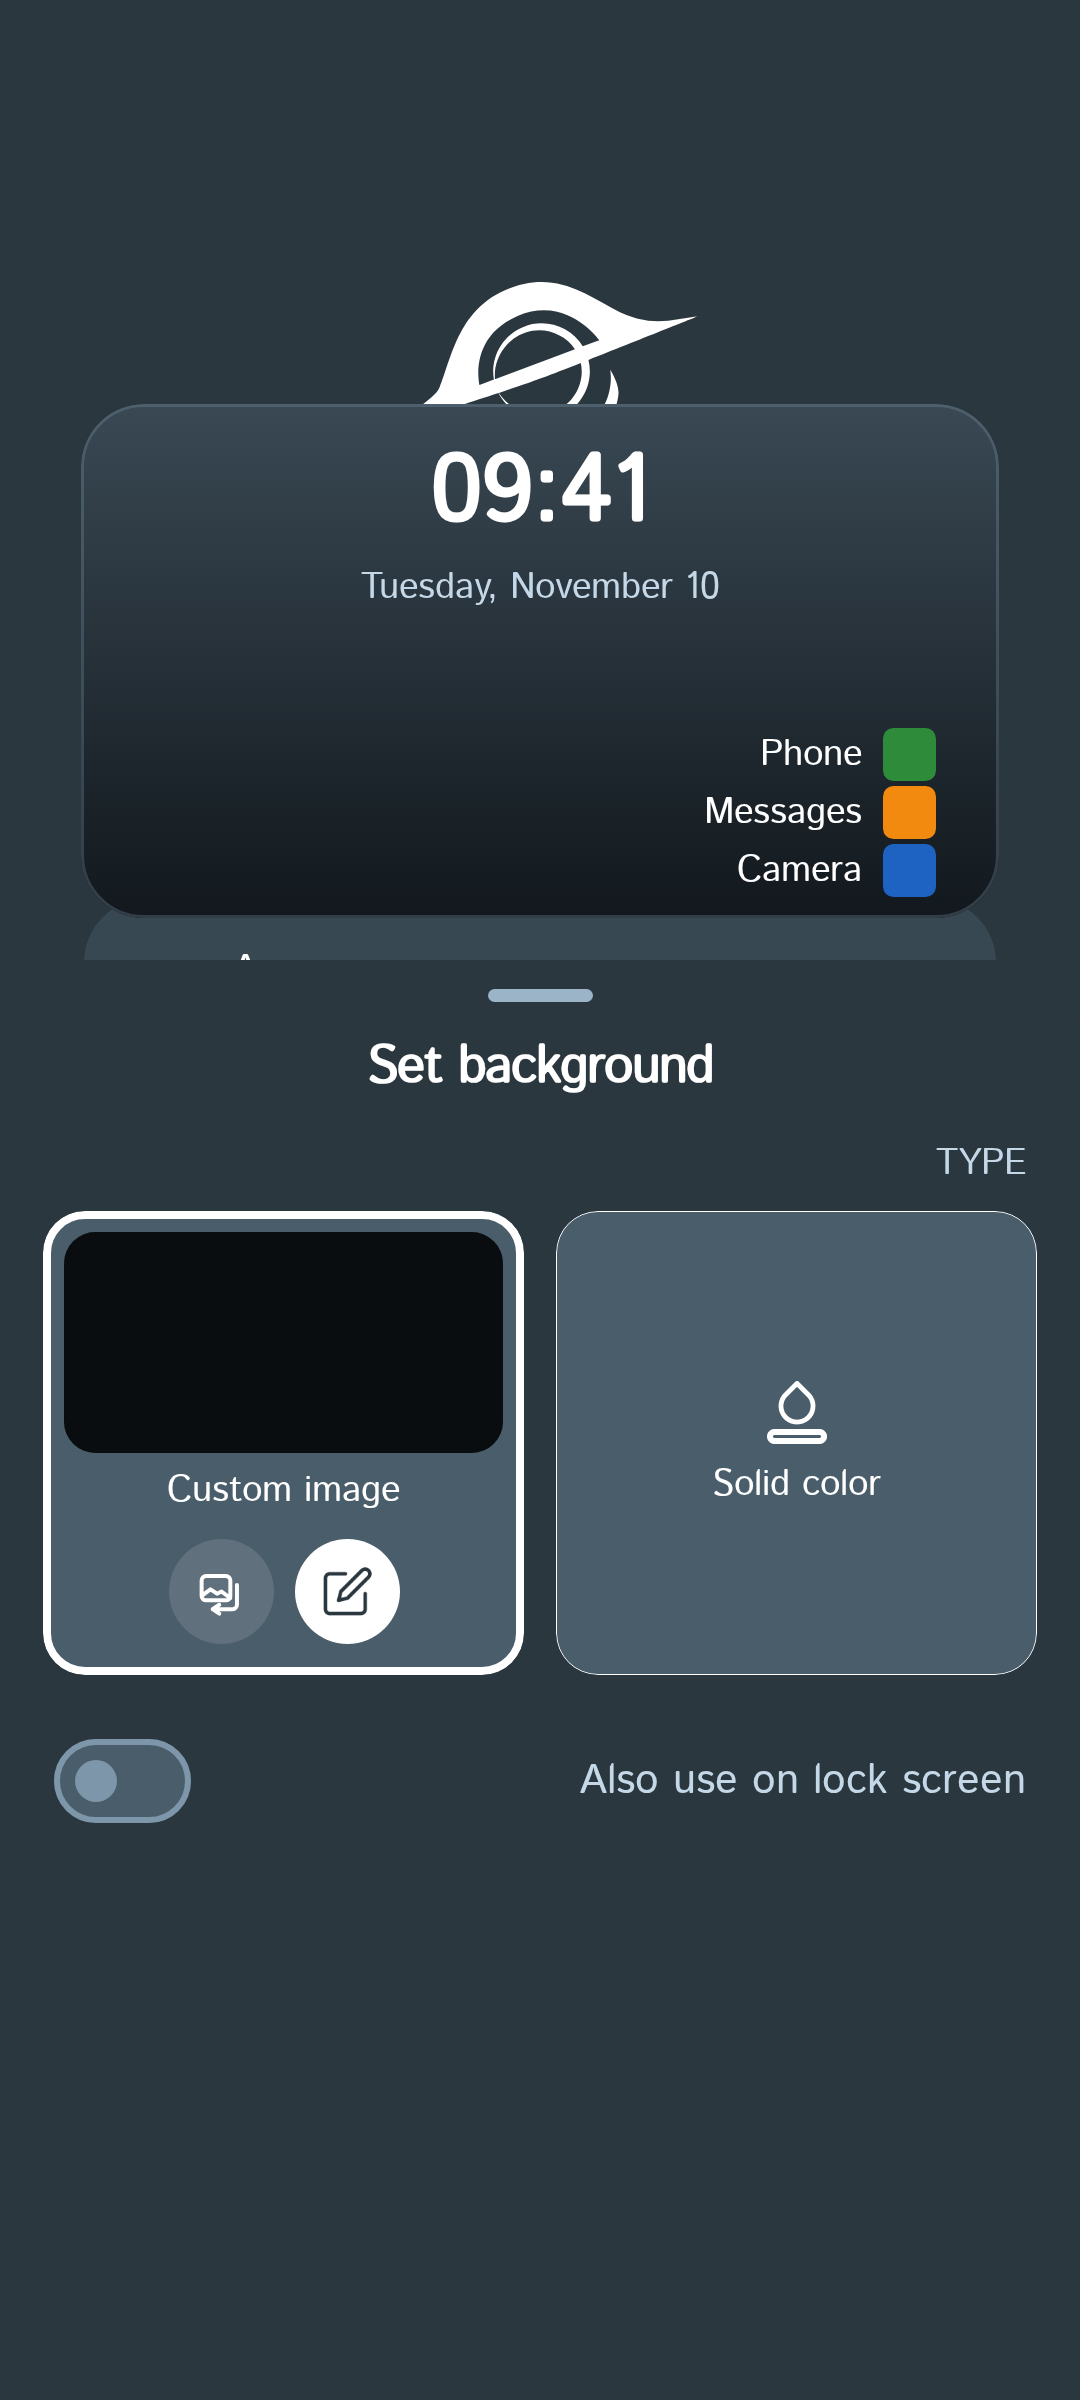 09:41
Tuesday, November 10
Phone
Messages
Camera
Set background
TYPE
Custom image
Solid color
Also use on lock screen